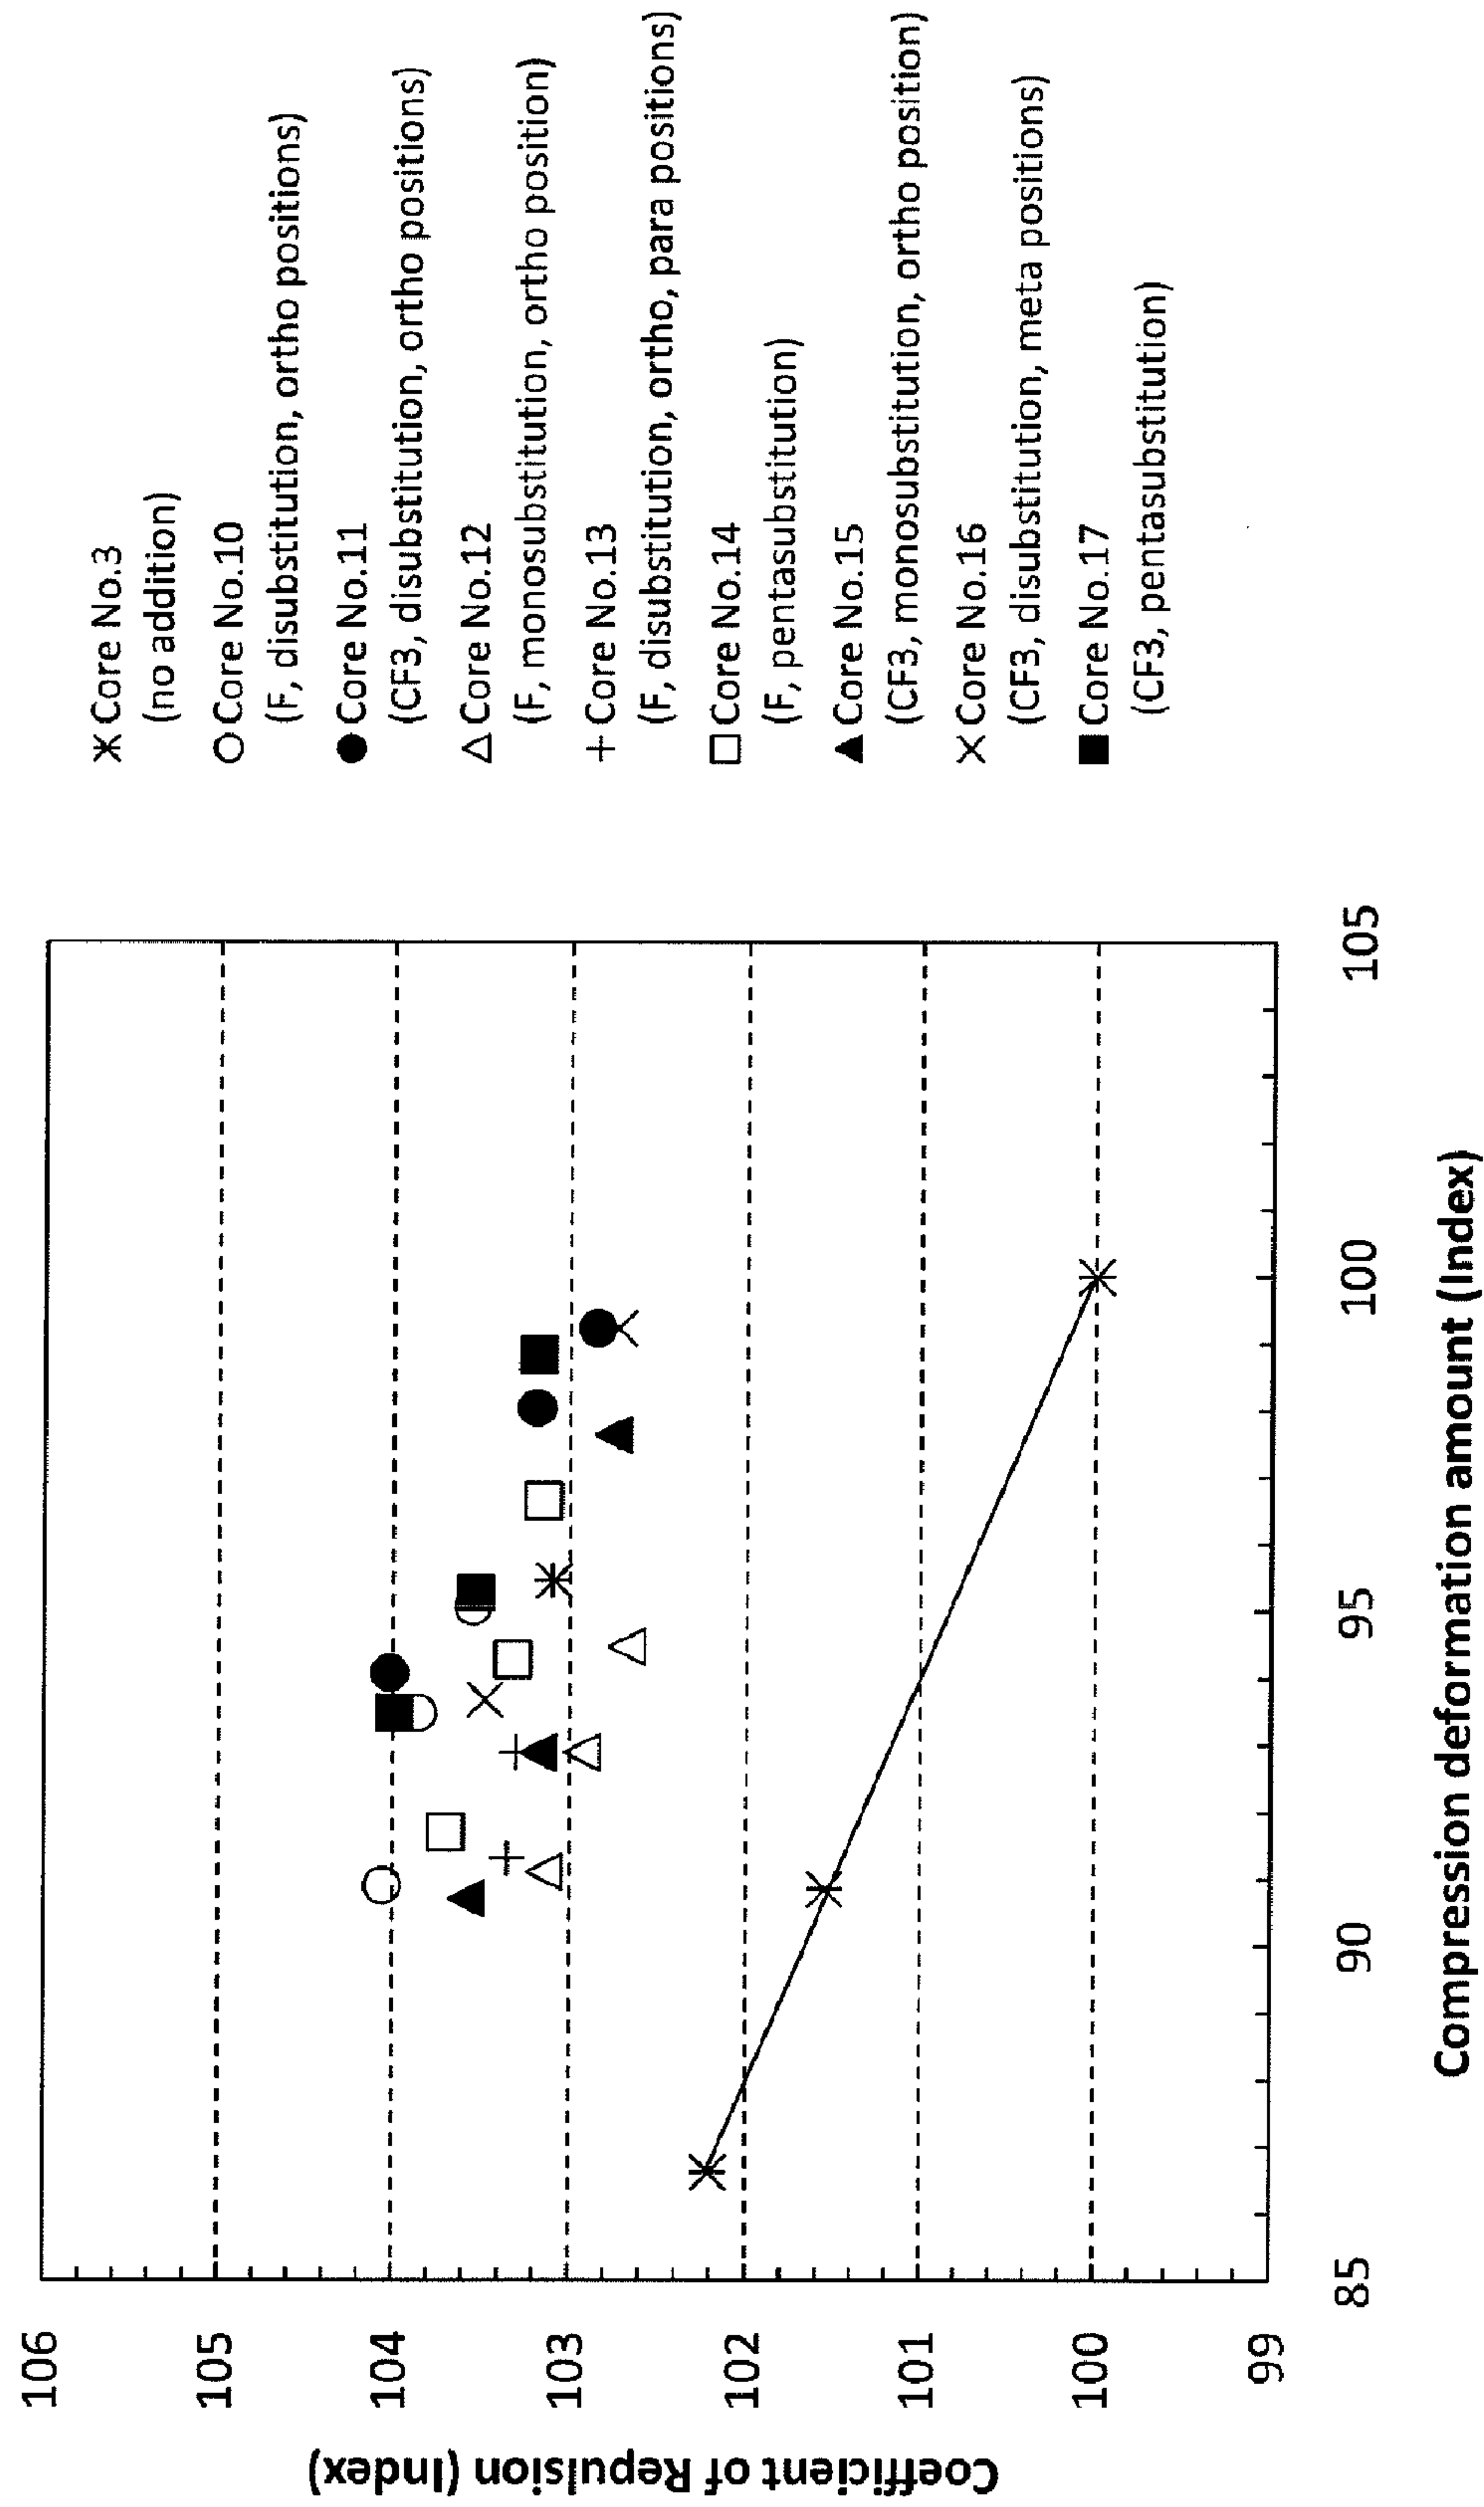 Coefficient of Repulsion (Index)
106
105
104
103
102
101
100
99
85
90
95
100
105
Compression deformation amount (Index)
Core No.3
(no addition)
Core No.10
(F, disubstitution, ortho positions)
Core No.11
(CF3, disubstitution, ortho positions)
Core No.12
(F, monosubstitution, ortho position)
Core No.13
(F, disubstitution, ortho, para positions)
Core No.14
(F, pentasubstitution)
Core No.15
(CF3, monosubstitution, ortho position)
Core No.16
(CF3, disubstitution, meta positions)
Core No.17
(CF3, pentasubstitution)